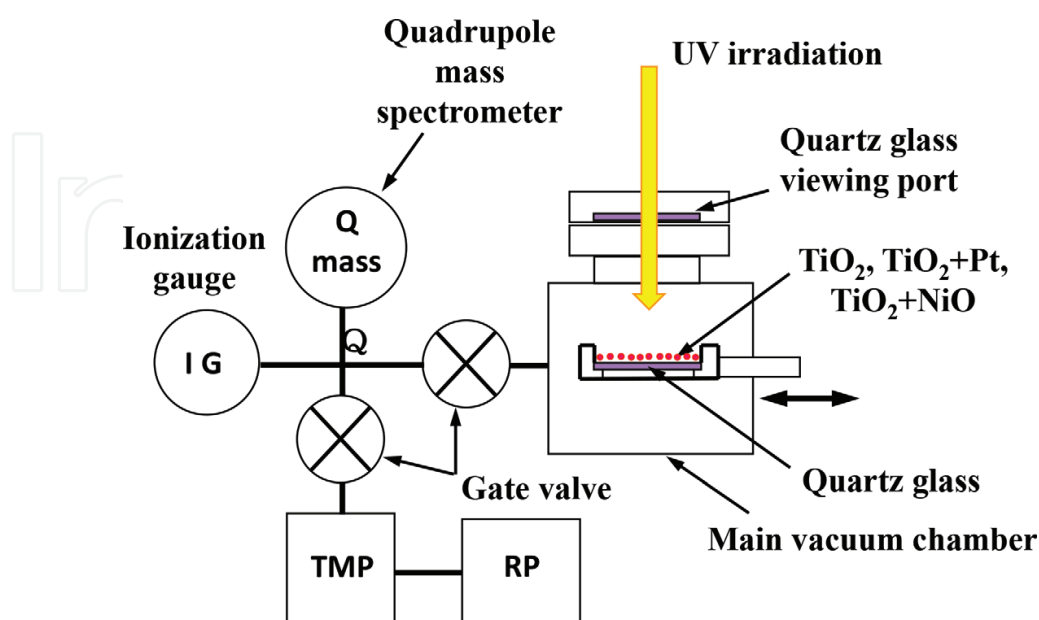 Quadrupole
mass
spectrometer
UV irradiation
Quartz glass
viewing port
Ir
Q
mass
Ionization
gauge
TiO₂, TiO₂+Pt,
TiO₂+NiO
Q
I G
Gate valve
Quartz glass
Main vacuum chamber
TMP
RP